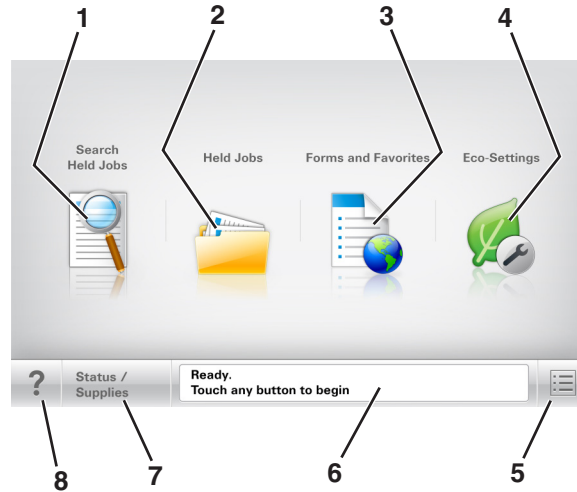 1
2
3
4
Search
Held Jobs
Held Jobs
Forms and Favorites
Eco-Settings
?
Status /
Supplies
Ready.
Touch any button to begin
8
7
6
5